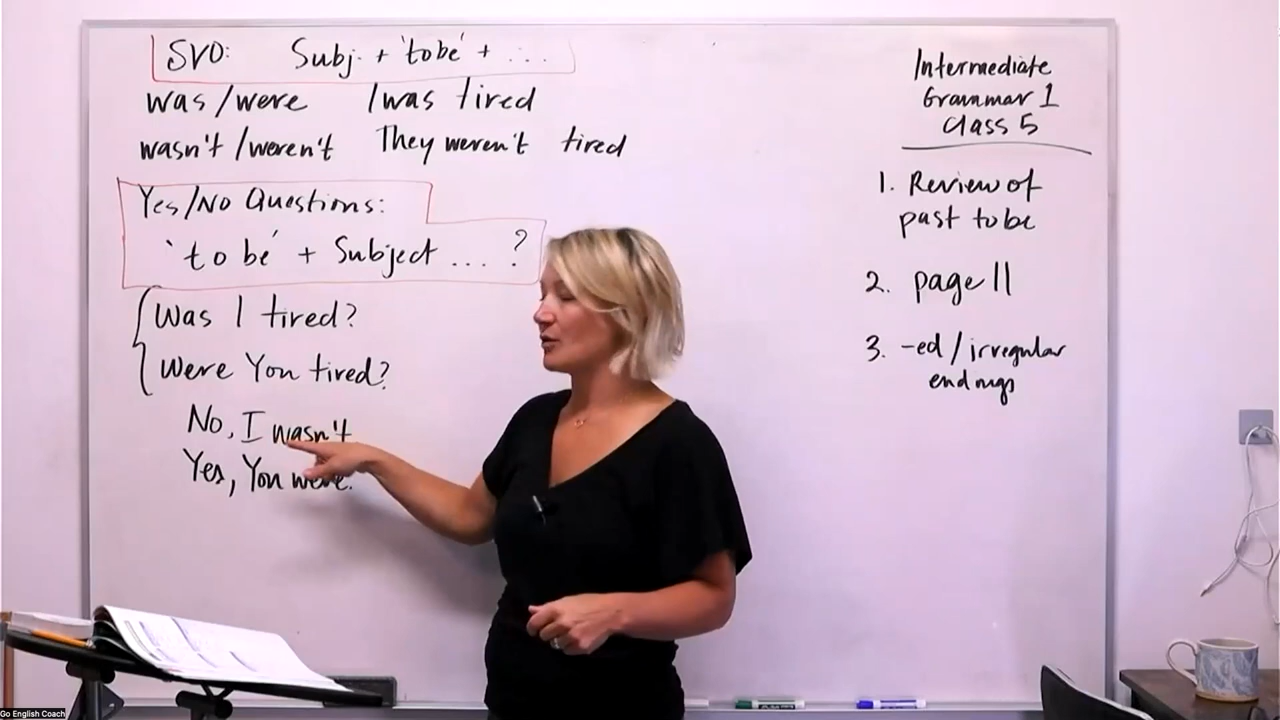 SVO: Subj. + 'to be' + ...
was/were I was tired
wasn't/weren't They weren't tired
Yes/No Questions:
'to be' + Subject ... ?
Was I tired?
Were You tired?
No, I wasn't
Yes, You were.
Intermediate
Grammar 1
Class 5
1. Review of
past to be
2. page 11
3. -ed/irregular
endings
Go English Coach